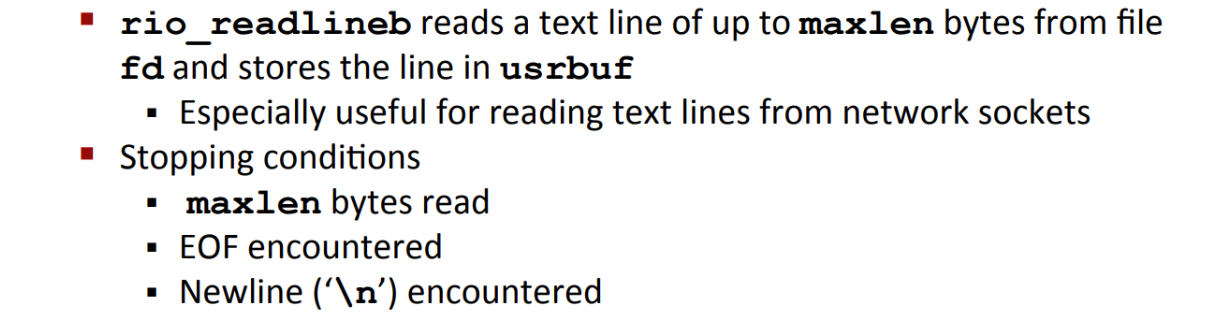 ▪ rio_readlineb reads a text line of up to maxlen bytes from file
fd and stores the line in usrbuf
▪ Especially useful for reading text lines from network sockets
▪ Stopping conditions
▪ maxlen bytes read
▪ EOF encountered
▪ Newline (‘\n’) encountered